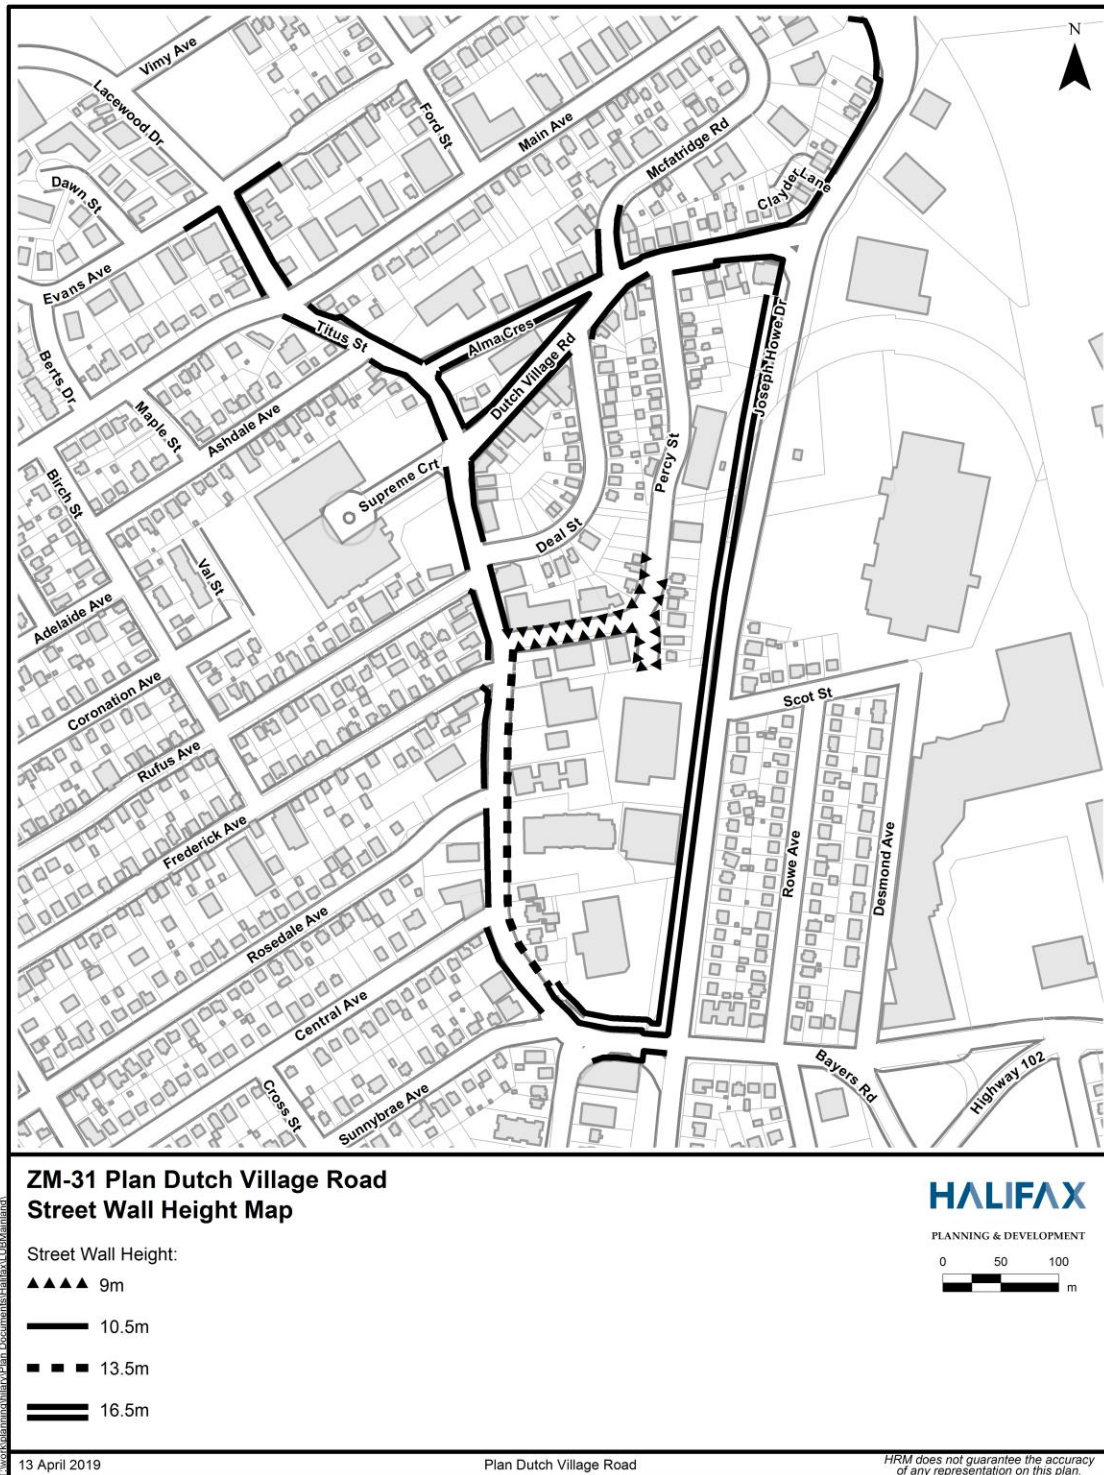 N
Vimy Ave
Lacewood Dr
Ford St
Main Ave
Mcfatridge Rd
Dawn St
Clayder Lane
Evans Ave
Titus St
Alma Cres
Joseph Howe Dr
Berts Dr
Dutch Village Rd
Maple St
Ashdale Ave
Percy St
Birch St
Supreme Crt
Deal St
Val St
Adelaide Ave
Coronation Ave
Scot St
Rufus Ave
Frederick Ave
Rowe Ave
Desmond Ave
Rosedale Ave
Central Ave
Bayers Rd
Highway 102
Cross St
Sunnybrae Ave
ZM-31 Plan Dutch Village Road
Street Wall Height Map
Street Wall Height:
9m
10.5m
13.5m
16.5m
HALIFAX
PLANNING & DEVELOPMENT
0 50 100
m
13 April 2019
Plan Dutch Village Road
HRM does not guarantee the accuracy
of any representation on this plan.